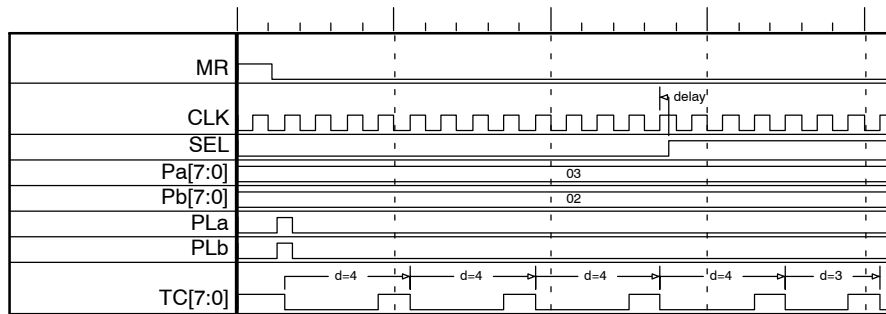 MR
delay
CLK
SEL
Pa[7:0] 03
Pb[7:0] 02
PLa
PLb
d=4 d=4 d=4 d=4 d=3
TC[7:0]